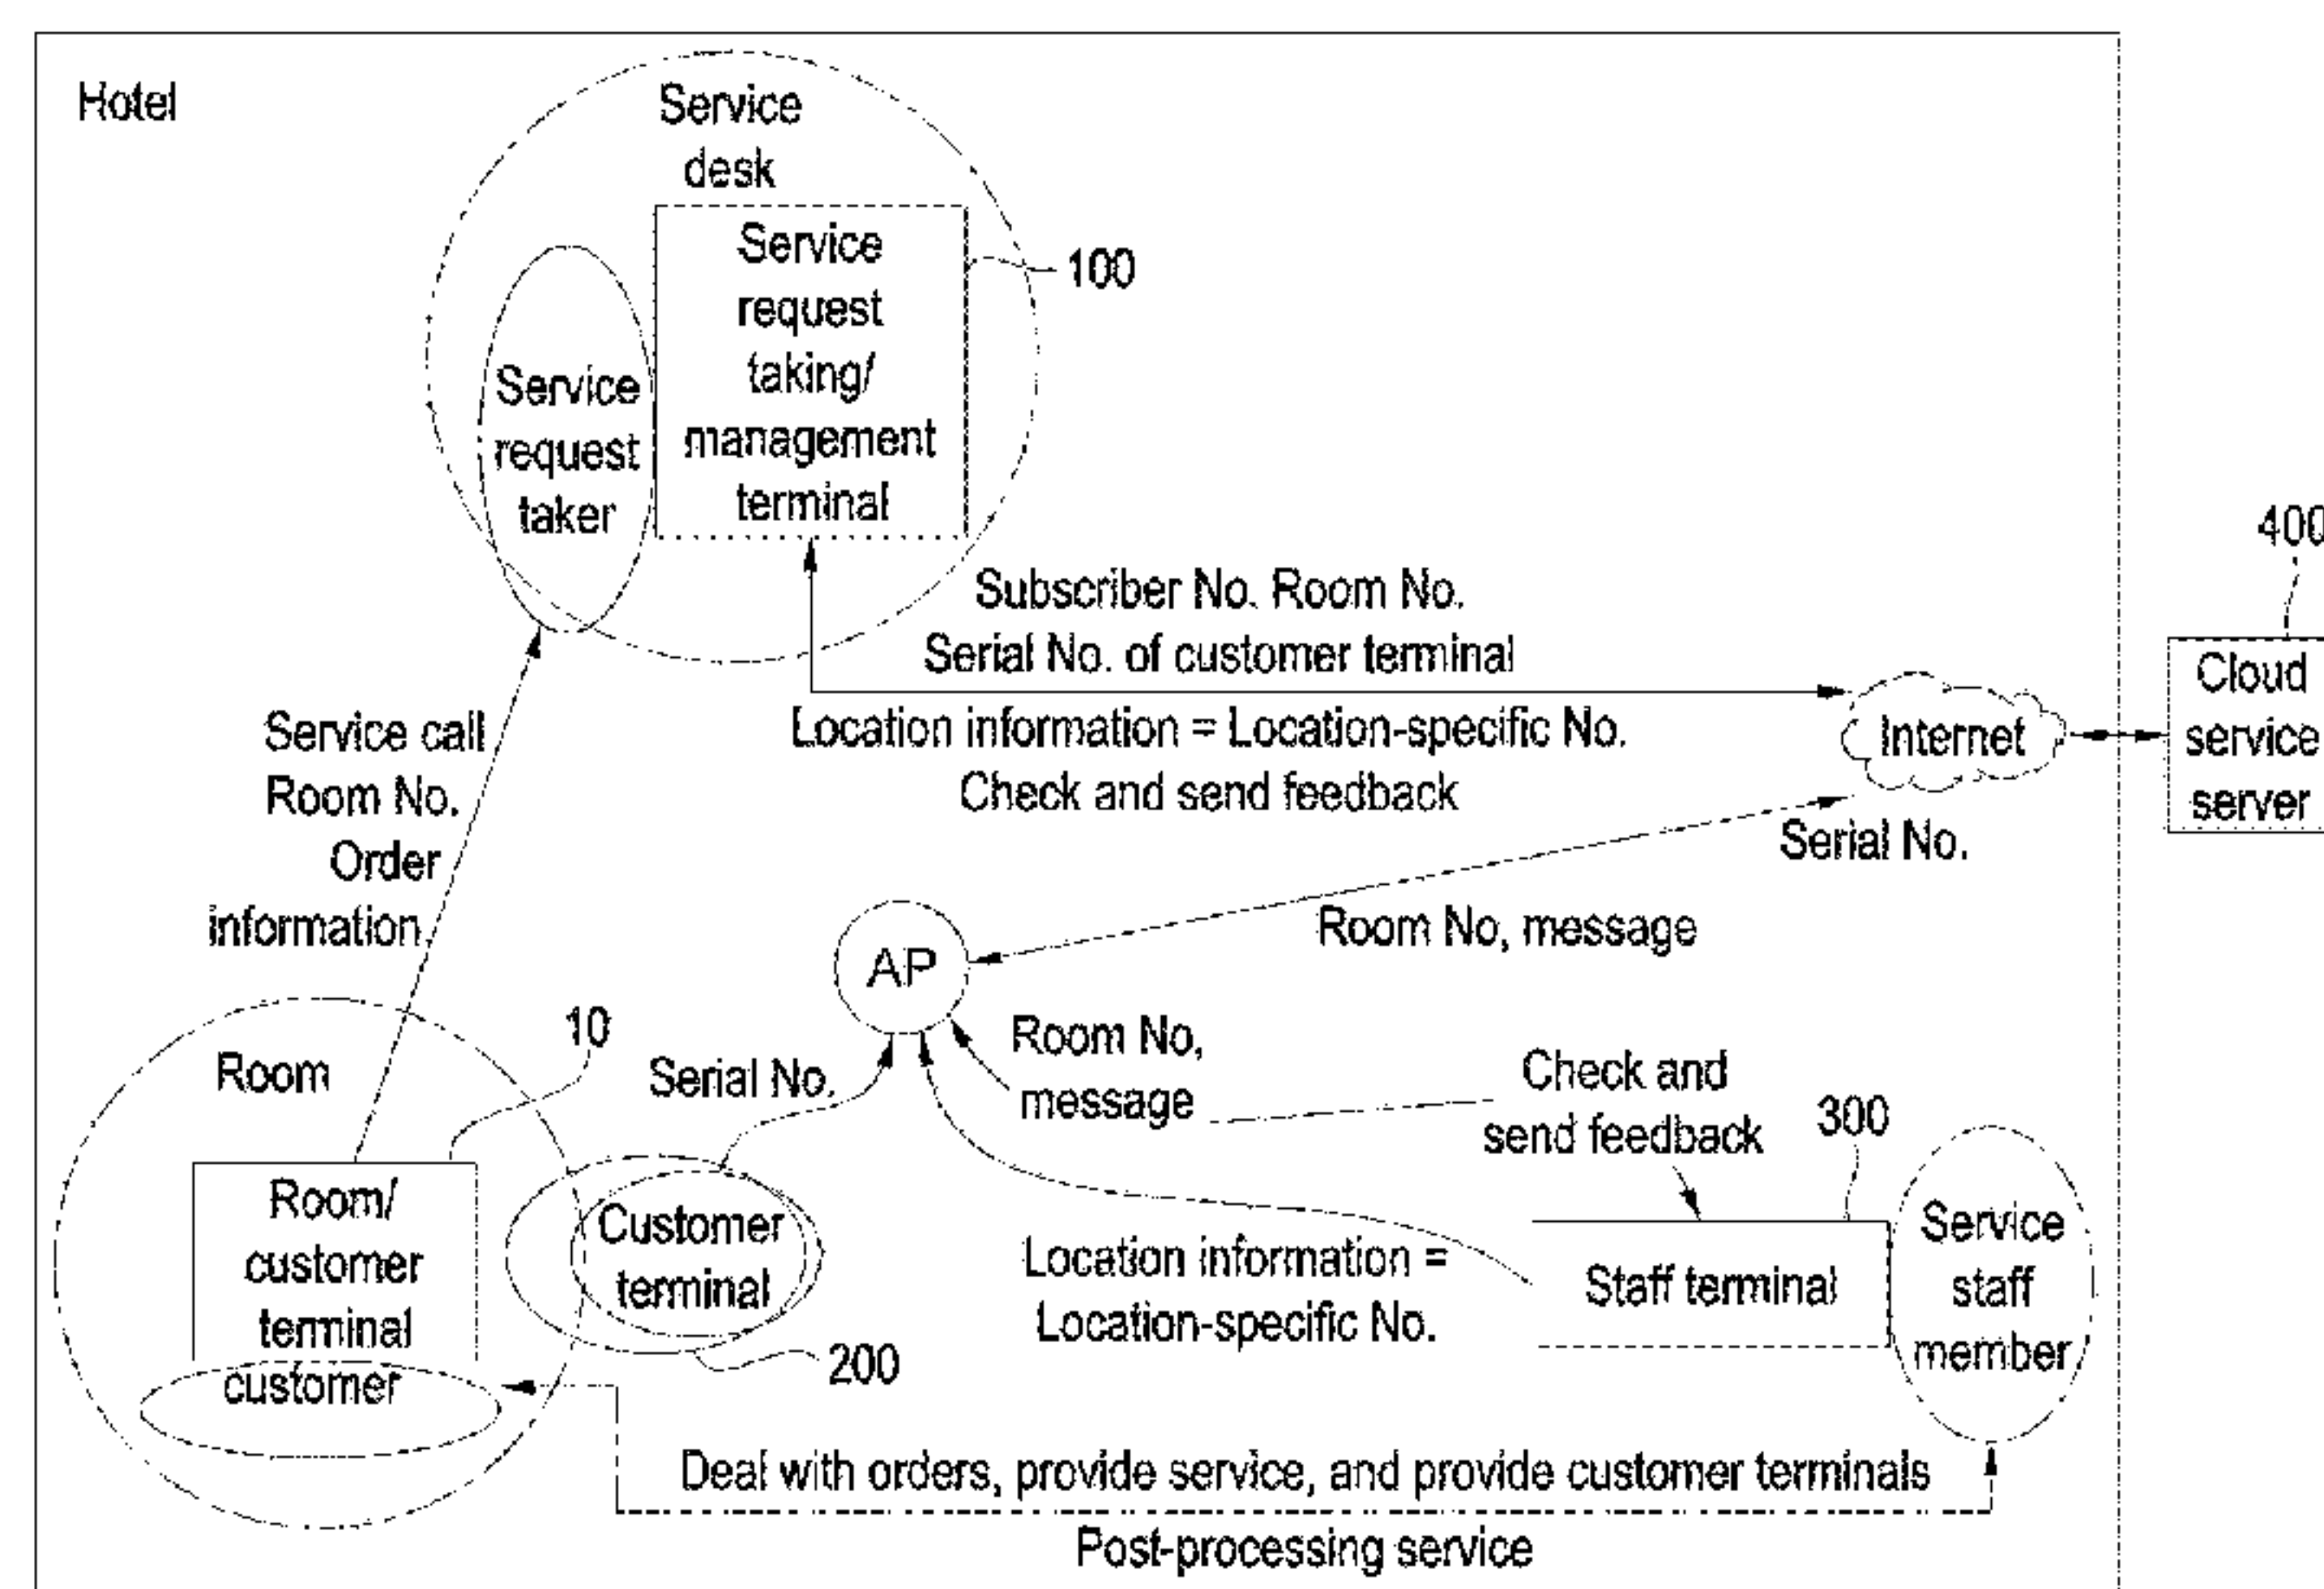 Hotel
Service
desk
Service
request
taking/
management
terminal
100
Service
request
taker
400
Subscriber No. Room No.
Serial No. of customer terminal
Location information = Location-specific No.
Check and send feedback
Internet
Cloud
service
server
Service call
Room No.
Order
information
Serial No.
Room No, message
AP
Room
10
Serial No.
Room No,
message
Check and
send feedback
300
Room/
customer
terminal
customer
Customer
terminal
200
Location information =
Location-specific No.
Staff terminal
Service
staff
member
Deal with orders, provide service, and provide customer terminals
Post-processing service